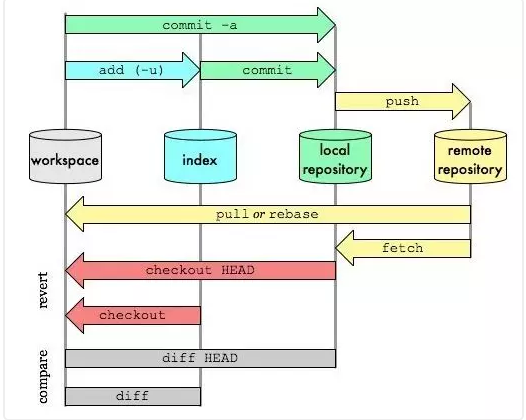 commit -a
add (-u)
commit
push
workspace
index
local
repository
remote
repository
pull or rebase
fetch
revert
checkout HEAD
checkout
compare
diff HEAD
diff